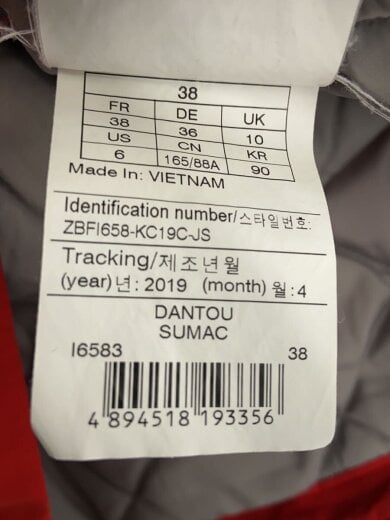 38
FR DE UK
38 36 10
US CN KR
6 165/88A 90
Made In: VIETNAM
Identification number/스타일번호:
ZBFI658-KC19C-JS
Tracking/제조년월
(year)년: 2019 (month) 월: 4
DANTOU
SUMAC
I6583 38
4 894518 193356